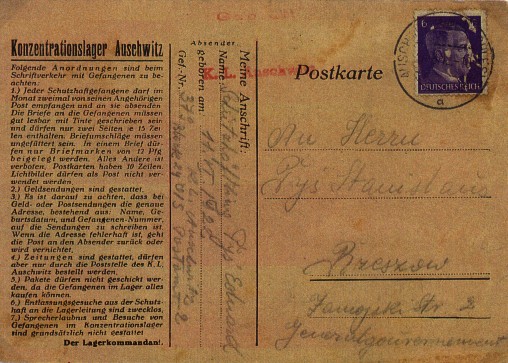 Konzentrationslager Auschwitz
Folgende Anordnungen sind beim
Schriftverkehr mit Gefangenen zu be-
achten:
1.) Jeder Schutzhaftgefangene darf im
Monat zweimal von seinen Angehörigen
Post empfangen und an sie absenden.
Die Briefe an die Gefangenen müssen
gut lesbar mit Tinte geschrieben sein
und dürfen nur zwei Seiten je 15 Zei-
ten enthalten. Briefumschläge müssen
ungefüttert sein. In einem Brief dür-
fen nur Briefmarken von 12 Pfg
beigelegt werden. Alles Andere ist
verboten. Postkarten haben 10 Zeilen.
Lichtbilder dürfen als Post nicht ver-
wendet werden.
2.) Geldsendungen sind gestattet.
3.) Es ist darauf zu achten, dass bei
Geld- oder Postsendungen die genaue
Adresse, bestehend aus: Name, Ge-
burtsdatum, und Gefangenen-Nummer,
auf die Sendungen zu schreiben ist.
Wenn die Adresse fehlerhaft ist, geht
die Post an den Absender zurück oder
wird vernichtet.
4.) Zeitungen sind gestattet, dürfen
aber nur durch die Poststelle des K.L.
Auschwitz bestellt werden.
5.) Pakete dürfen nicht geschickt wer-
den, da die Gefangenen im Lager alles
kaufen können.
6.) Entlassungsgesuche aus der Schutz-
haft an die Lagerleitung sind zwecklos.
7.) Sprecherlaubnis und Besuche von
Gefangenen im Konzentrationslager
sind grundsätzlich nicht gestattet
Der Lagerkommandant.
Absender:
Meine Anschrift:
Name: Schutzhäftling
geboren am:
Gef.-Nr.
K. L. Auschwitz
Postkarte
DEUTSCHES REICH
a
An Herrn
Rzeszow
Generalgouvernement